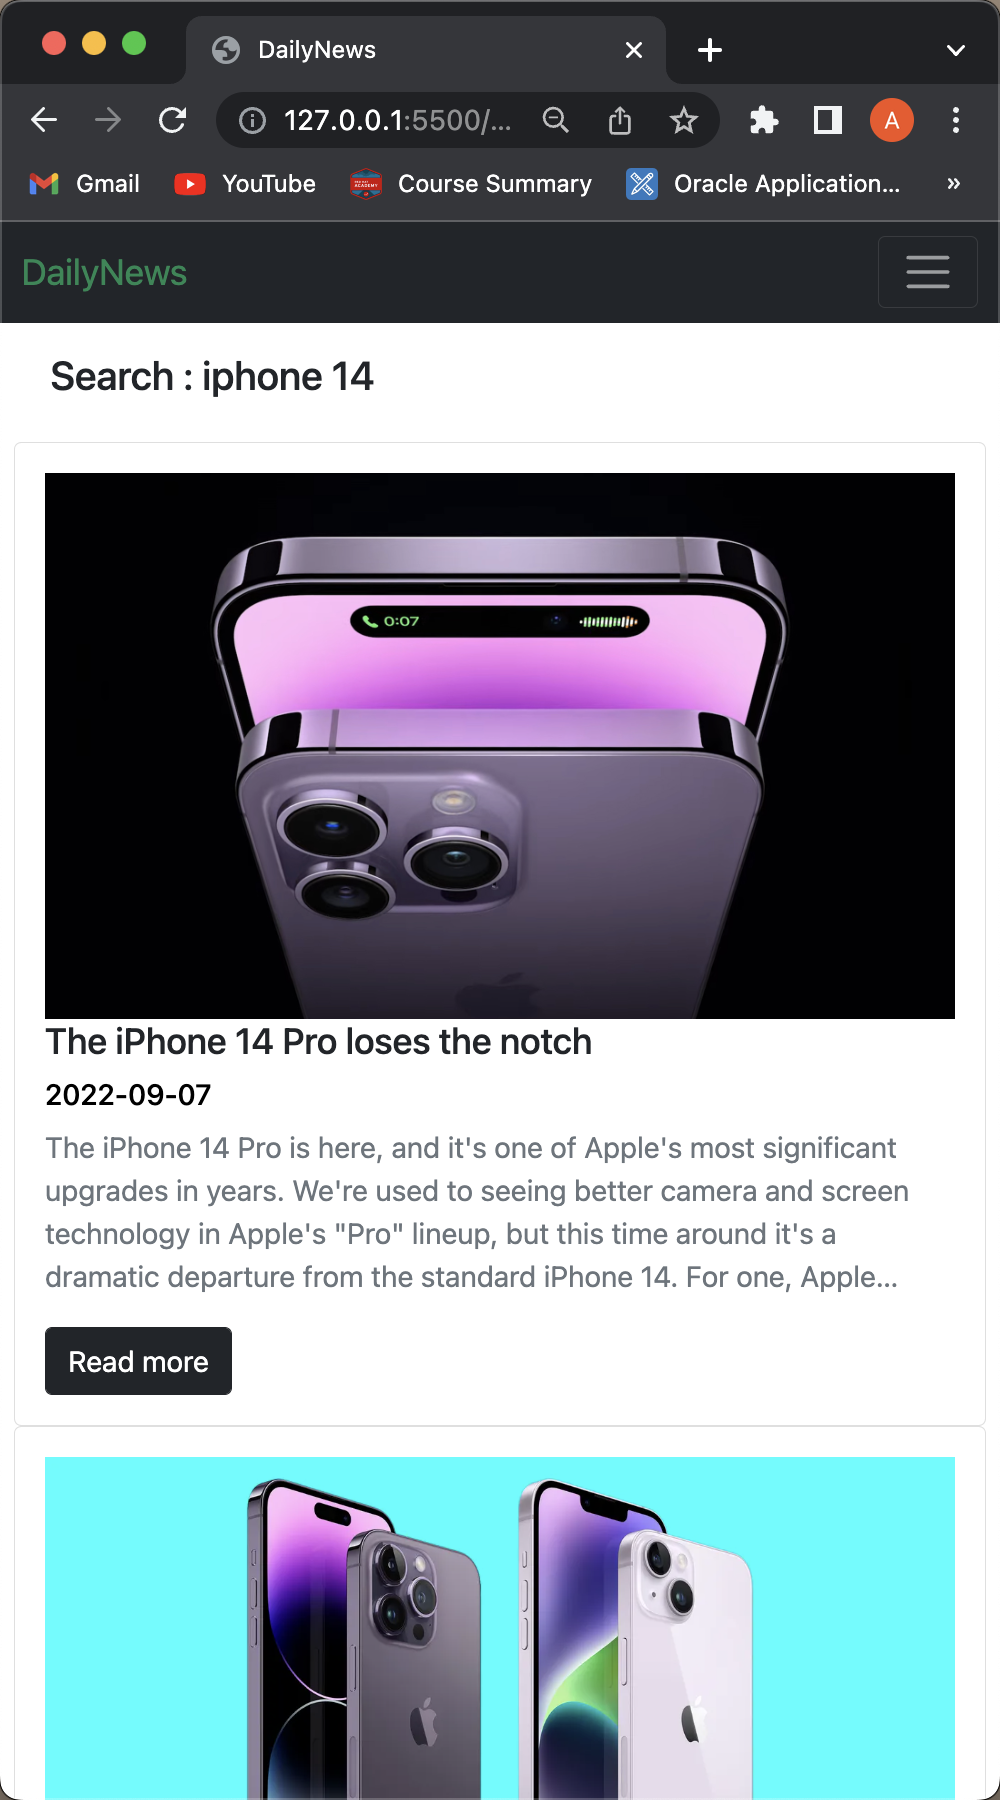 DailyNews
127.0.0.1:5500/...
A
Gmail
YouTube
Course Summary
Oracle Application...
»
DailyNews
Search : iphone 14
0:07
The iPhone 14 Pro loses the notch
2022-09-07
The iPhone 14 Pro is here, and it's one of Apple's most significant
upgrades in years. We're used to seeing better camera and screen
technology in Apple's "Pro" lineup, but this time around it's a
dramatic departure from the standard iPhone 14. For one, Apple...
Read more